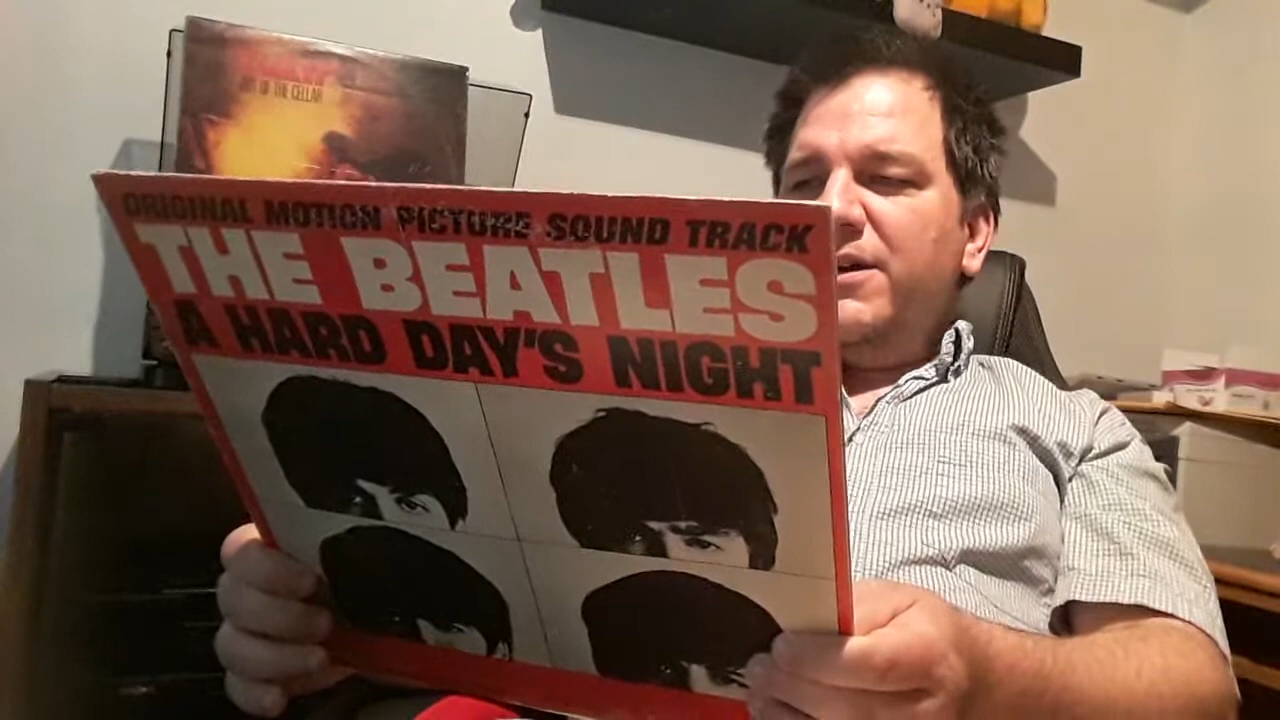 OF THE CELLAR
ORIGINAL MOTION PICTURE SOUND TRACK
THE BEATLES
A HARD DAY'S NIGHT